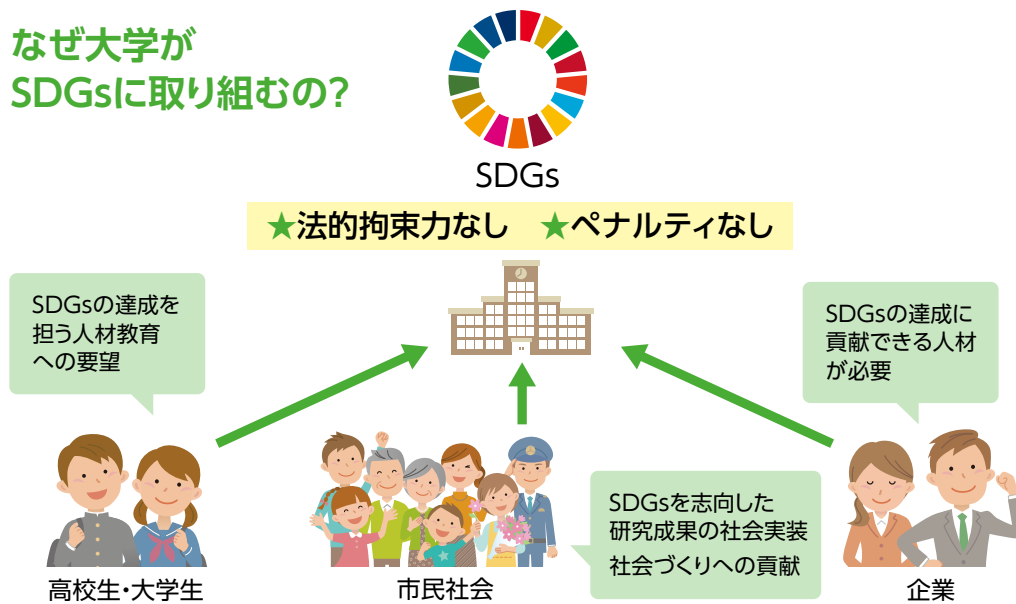 なぜ大学が
SDGsに取り組むの?
SDGs
★法的拘束力なし ★ペナルティなし
SDGsの達成を
担う人材教育
への要望
SDGsの達成に
貢献できる人材
が必要
SDGsを志向した
研究成果の社会実装
社会づくりへの貢献
高校生・大学生
市民社会
企業